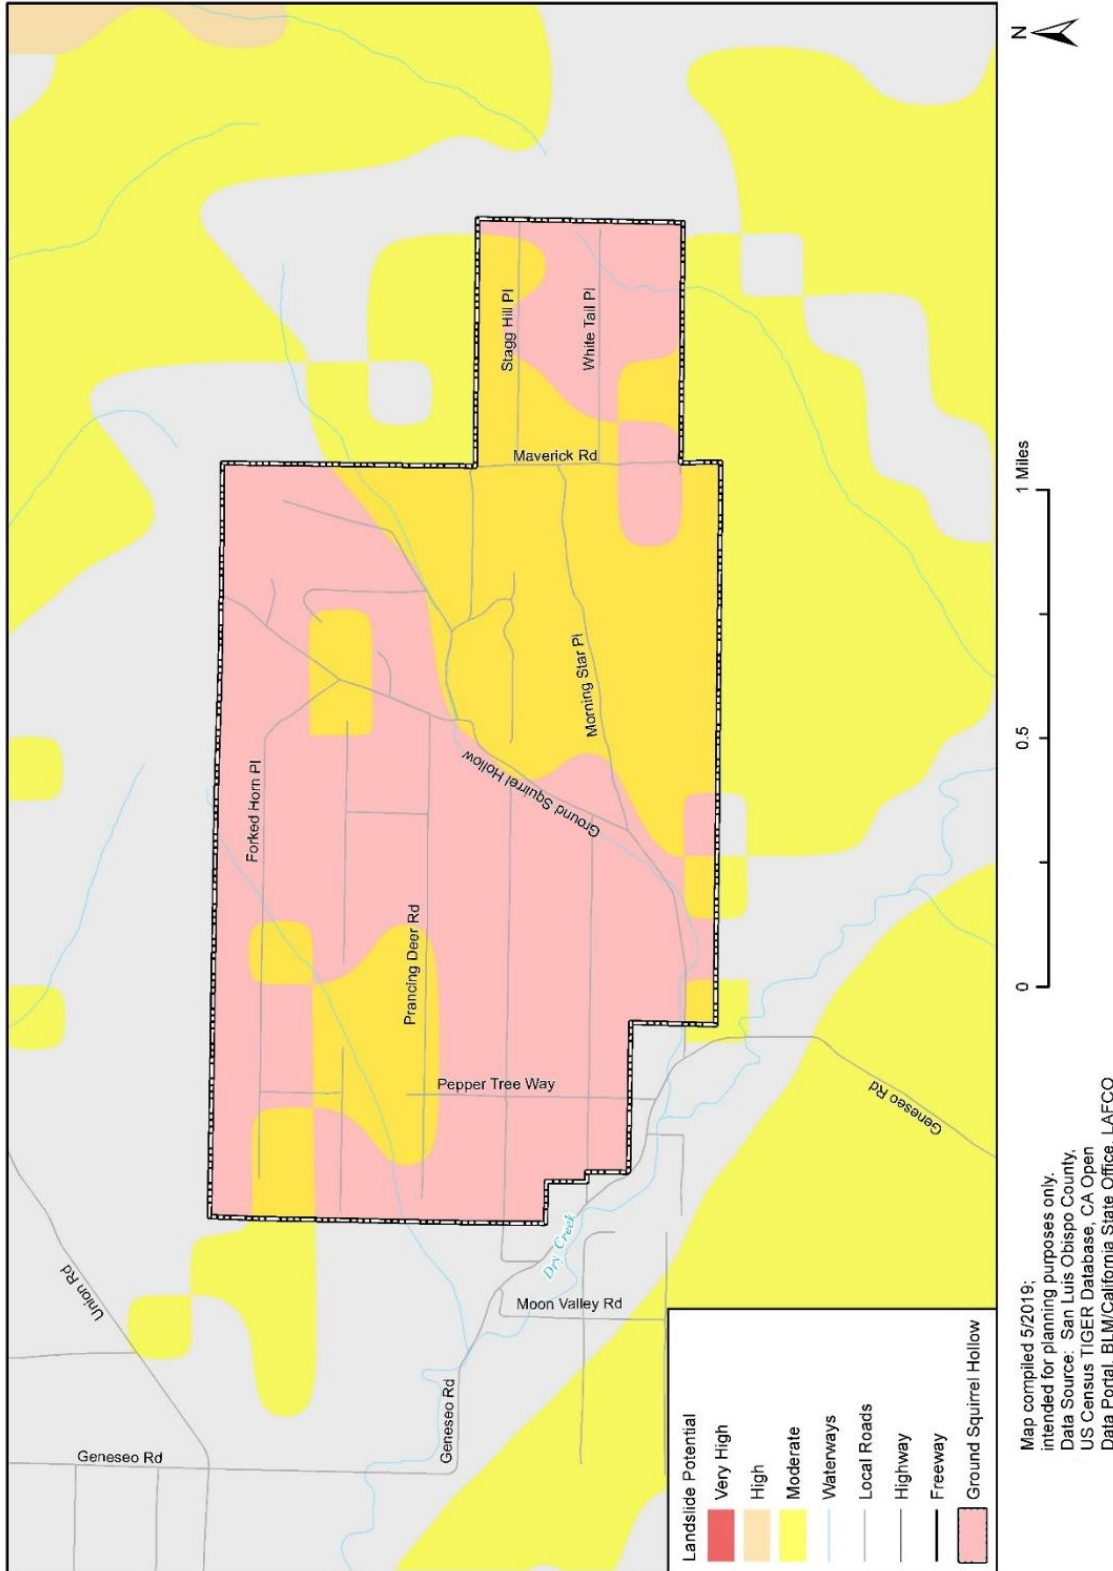 N
Stagg Hill Pl
White Tail Pl
Maverick Rd
Morning Star Pl
Ground Squirrel Hollow
Forked Horn Pl
Prancing Deer Rd
Pepper Tree Way
Geneseo Rd
Dry Creek
Moon Valley Rd
Union Rd
Geneseo Rd
Geneseo Rd
Landslide Potential
Very High
High
Moderate
Waterways
Local Roads
Highway
Freeway
Ground Squirrel Hollow
0
0.5
1 Miles
Map compiled 5/2019;
intended for planning purposes only.
Data Source: San Luis Obispo County,
US Census TIGER Database, CA Open
Data Portal, BLM/California State Office, LAFCO